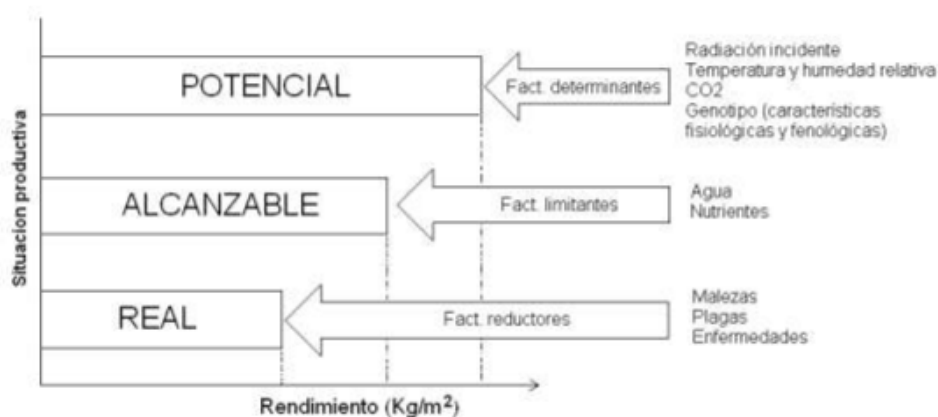 POTENCIAL
Fact. determinantes
Radiación incidente
Temperatura y humedad relativa
CO2
Genotipo (características
fisiológicas y fenológicas)
ALCANZABLE
Fact. limitantes
Agua
Nutrientes
REAL
Fact. reductores
Malezas
Plagas
Enfermedades
Situacion productiva
Rendimiento (Kg/m²)